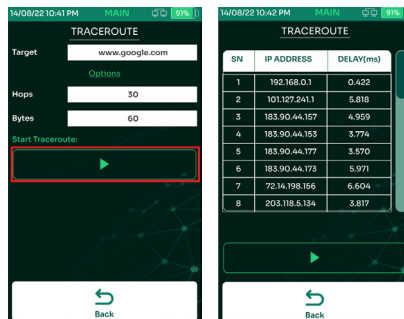 14/08/22 10:41 PM MAIN 91%
TRACEROUTE
Target www.google.com
Options
Hops 30
Bytes 60
Start Traceroute:
Back
14/08/22 10:42 PM MAIN 91%
TRACEROUTE
SN IP ADDRESS DELAY(ms)
1 192.168.0.1 0.422
2 101.127.241.1 5.818
3 183.90.44.157 4.959
4 183.90.44.153 3.774
5 183.90.44.177 3.570
6 183.90.44.173 5.971
7 72.14.198.156 6.604
8 203.118.5.134 3.817
Back